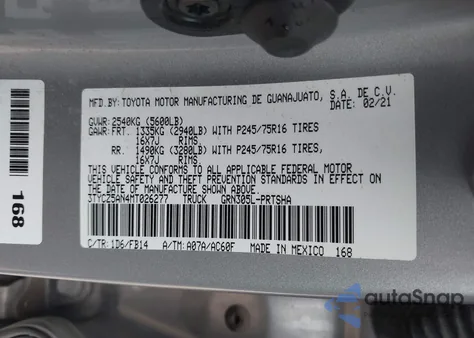 MFD.BY:TOYOTA MOTOR MANUFACTURING DE GUANAJUATO, S.A. DE C.V.
DATE: 02/21
GVWR:2540KG (5600LB)
GAWR:FRT. 1335KG (2940LB) WITH P245/75R16 TIRES
16X7J RIMS
RR. 1490KG (3280LB) WITH P245/75R16 TIRES
16X7J RIMS
THIS VEHICLE CONFORMS TO ALL APPLICABLE FEDERAL MOTOR
VEHICLE SAFETY AND THEFT PREVENTION STANDARDS IN EFFECT
ON THE DATE OF MANUFACTURE SHOWN ABOVE.
3TYCZ5AN4MT026277 TRUCK GRN305L-PRTSHA
C/TR:1D6/FB14 A/TM:A07A/AC60F MADE IN MEXICO 168
168
autoSnap